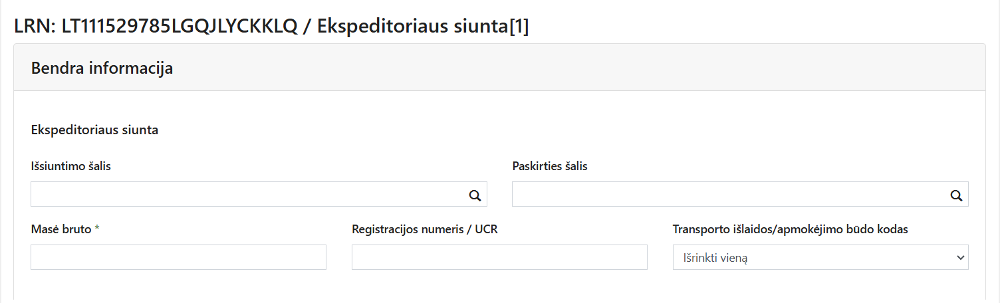 LRN: LT111529785LGQJLYCKKLQ / Ekspeditoriaus siunta[1]
Bendra informacija
Ekspeditoriaus siunta
Išsiuntimo šalis
Paskirties šalis
Masė bruto *
Registracijos numeris / UCR
Transporto išlaidos/apmokėjimo būdo kodas
Išrinkti vieną